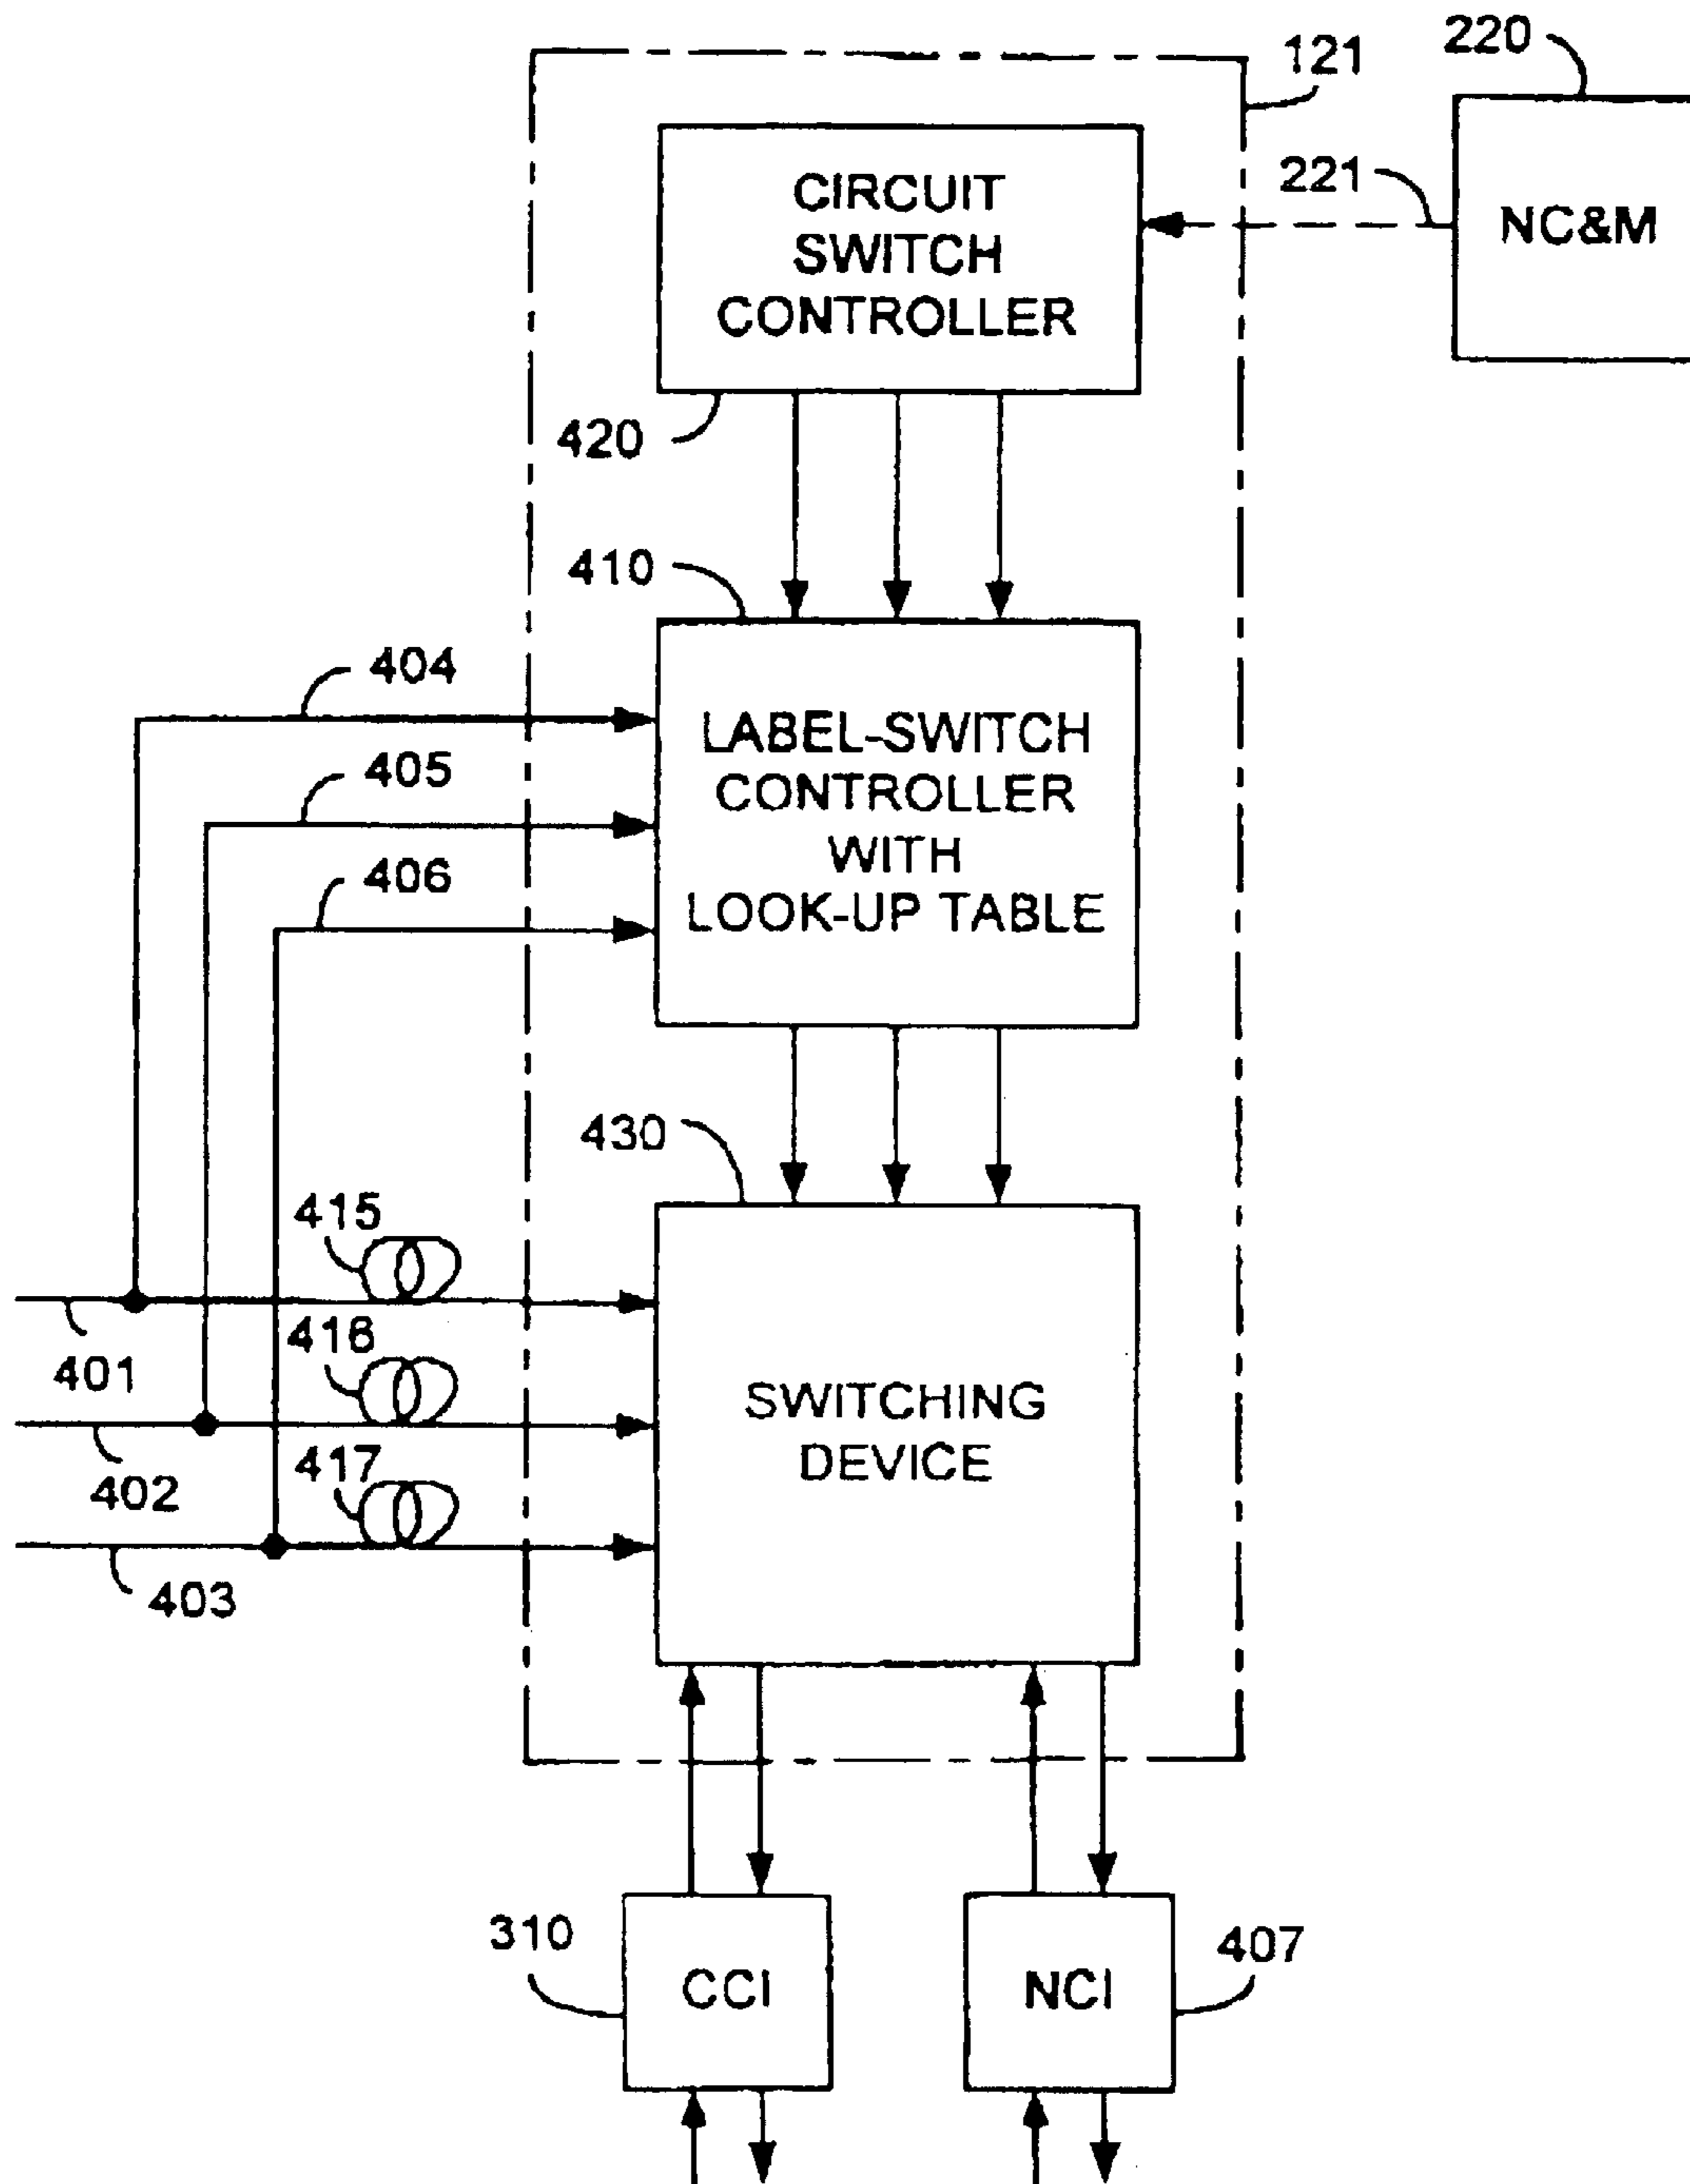 121
220
CIRCUIT
SWITCH
CONTROLLER
221
NC&M
420
410
404
LABEL-SWITCH
CONTROLLER
WITH
LOOK-UP TABLE
405
406
430
415
401
416
SWITCHING
DEVICE
402
417
403
310
CCI
NCI
407